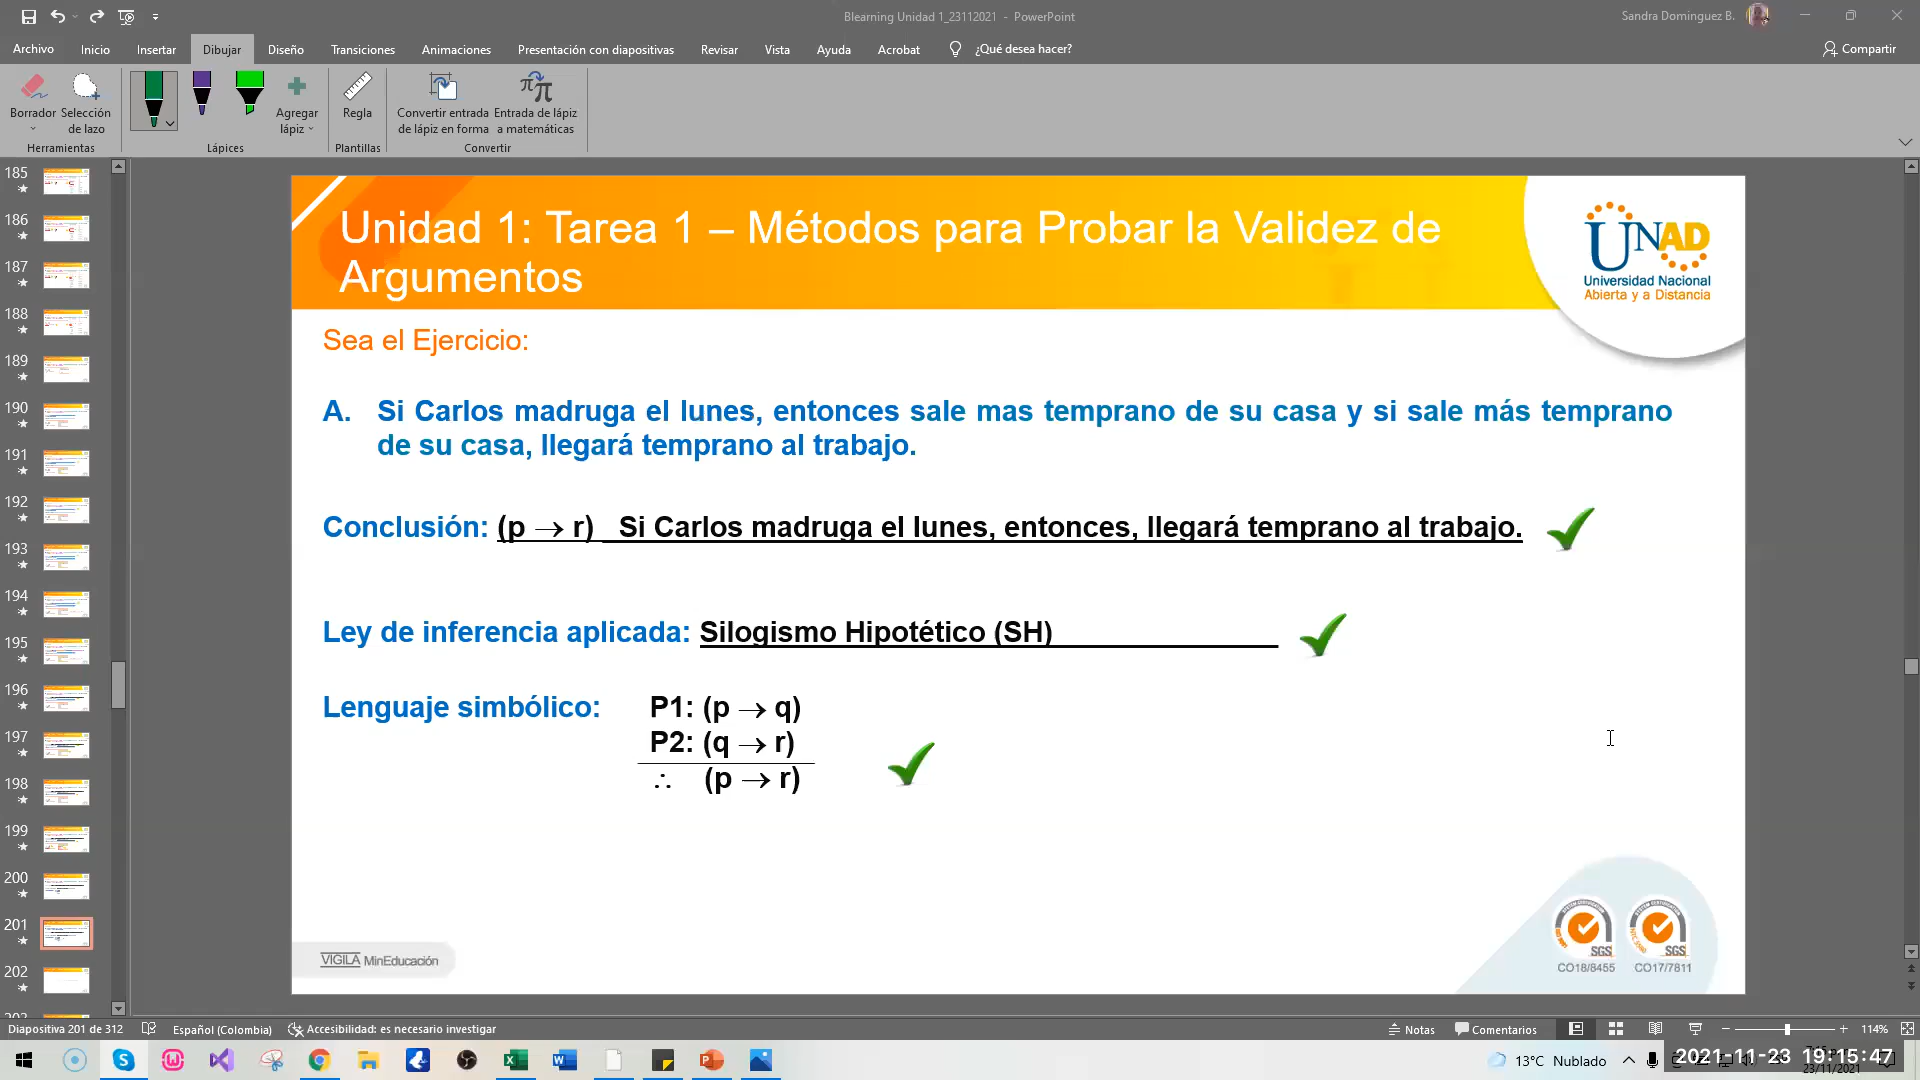 Blearning Unidad 1_23112021 - PowerPoint
Sandra Domínguez B.
Archivo Inicio Insertar Dibujar Diseño Transiciones Animaciones Presentación con diapositivas Revisar Vista Ayuda Acrobat ¿Qué desea hacer? Compartir
Borrador Selección de lazo Agregar lápiz Regla Convertir entrada de lápiz en forma Entrada de lápiz a matemáticas
Herramientas Lápices Plantillas Convertir
185
186
187
188
189
190
191
192
193
194
195
196
197
198
199
200
201
202
Unidad 1: Tarea 1 – Métodos para Probar la Validez de
Argumentos
UNAD
Universidad Nacional
Abierta y a Distancia
Sea el Ejercicio:
A. Si Carlos madruga el lunes, entonces sale mas temprano de su casa y si sale más temprano
de su casa, llegará temprano al trabajo.
Conclusión: (p → r) Si Carlos madruga el lunes, entonces, llegará temprano al trabajo.
Ley de inferencia aplicada: Silogismo Hipotético (SH)
Lenguaje simbólico: P1: (p → q)
P2: (q → r)
∴ (p → r)
VIGILA MinEducación
SGS SGS
CO18/8455 CO17/7811
Diapositiva 201 de 312 Español (Colombia) Accesibilidad: es necesario investigar Notas Comentarios 114%
13°C Nublado 2021-11-23 19:15:47
23/11/2021